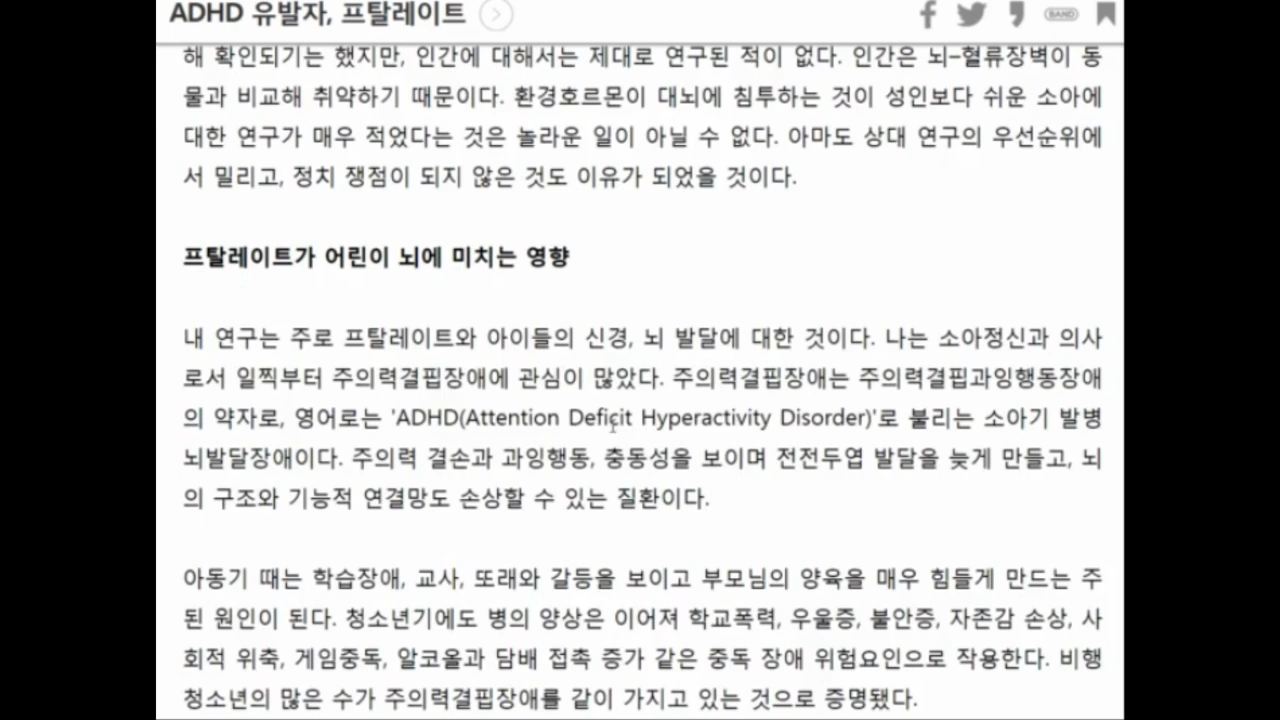 ADHD 유발자, 프탈레이트
BAND
해 확인되기는 했지만, 인간에 대해서는 제대로 연구된 적이 없다. 인간은 뇌-혈류장벽이 동
물과 비교해 취약하기 때문이다. 환경호르몬이 대뇌에 침투하는 것이 성인보다 쉬운 소아에
대한 연구가 매우 적었다는 것은 놀라운 일이 아닐 수 없다. 아마도 상대 연구의 우선순위에
서 밀리고, 정치 쟁점이 되지 않은 것도 이유가 되었을 것이다.
프탈레이트가 어린이 뇌에 미치는 영향
내 연구는 주로 프탈레이트와 아이들의 신경, 뇌 발달에 대한 것이다. 나는 소아정신과 의사
로서 일찍부터 주의력결핍장애에 관심이 많았다. 주의력결핍장애는 주의력결핍과잉행동장애
의 약자로, 영어로는 'ADHD(Attention Deficit Hyperactivity Disorder)'로 불리는 소아기 발병
뇌발달장애이다. 주의력 결손과 과잉행동, 충동성을 보이며 전전두엽 발달을 늦게 만들고, 뇌
의 구조와 기능적 연결망도 손상할 수 있는 질환이다.
아동기 때는 학습장애, 교사, 또래와 갈등을 보이고 부모님의 양육을 매우 힘들게 만드는 주
된 원인이 된다. 청소년기에도 병의 양상은 이어져 학교폭력, 우울증, 불안증, 자존감 손상, 사
회적 위축, 게임중독, 알코올과 담배 접촉 증가 같은 중독 장애 위험요인으로 작용한다. 비행
청소년의 많은 수가 주의력결핍장애를 같이 가지고 있는 것으로 증명됐다.